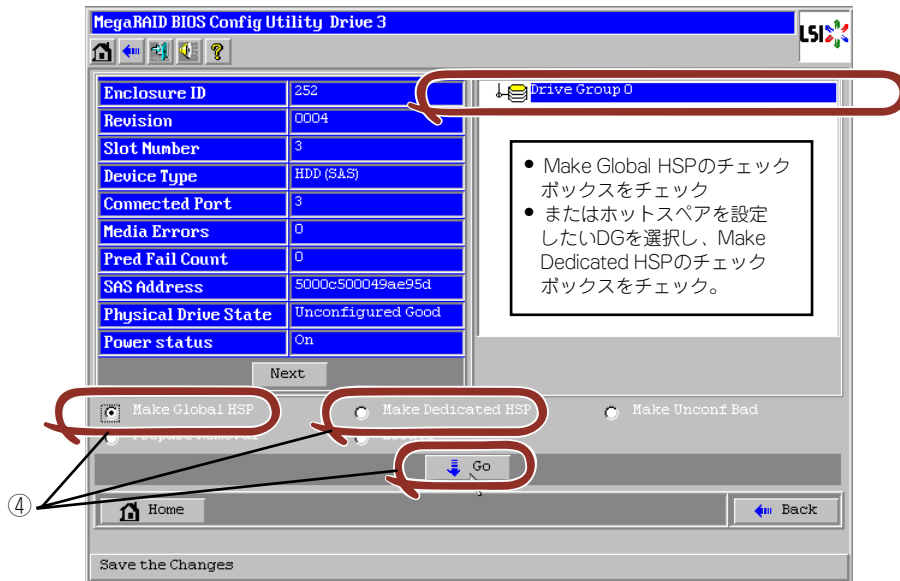 MegaRAID BIOS Config Utility Drive 3
LSI
Enclosure ID 252
Revision 0004
Slot Number 3
Device Type HDD (SAS)
Connected Port 3
Media Errors 0
Pred Fail Count 0
SAS Address 5000c500049ae95d
Physical Drive State Unconfigured Good
Power status On
Next
Drive Group 0
• Make Global HSPのチェック
ボックスをチェック
• またはホットスペアを設定
したいDGを選択し、Make
Dedicated HSPのチェック
ボックスをチェック。
Make Global HSP Make Dedicated HSP Make Unconf Bad
Go
④
Home Back
Save the Changes